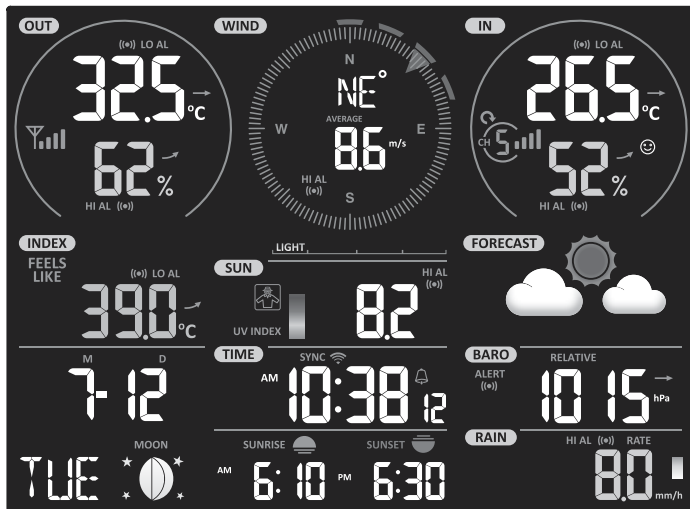 OUT
((•)) LO AL
32.5 °C
62 %
HI AL ((•))
WIND
N
NE°
AVERAGE
W E
8.6 m/s
HI AL
((•))
S
IN
((•)) LO AL
26.5 °C
CH 5
52 %
HI AL ((•))
INDEX
FEELS
LIKE
((•)) LO AL
39.0 °C
LIGHT
SUN
HI AL
((•))
UV INDEX
8.2
FORECAST
M D
7-12
TUE
MOON
TIME
SYNC
AM 10:38 12
SUNRISE SUNSET
AM 6:10 PM 6:30
BARO
RELATIVE
ALERT
((•))
1015 hPa
RAIN
HI AL ((•)) RATE
8.0 mm/h